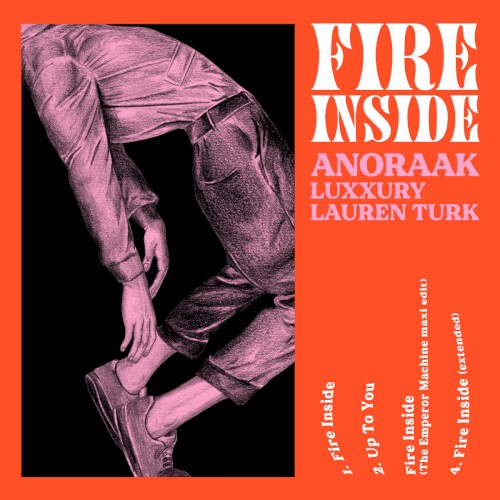 FIRE
INSIDE
ANORAAK
LUXXURY
LAUREN TURK
1. Fire Inside
2. Up To You
Fire Inside
(The Emperor Machine maxi edit)
4. Fire Inside (extended)